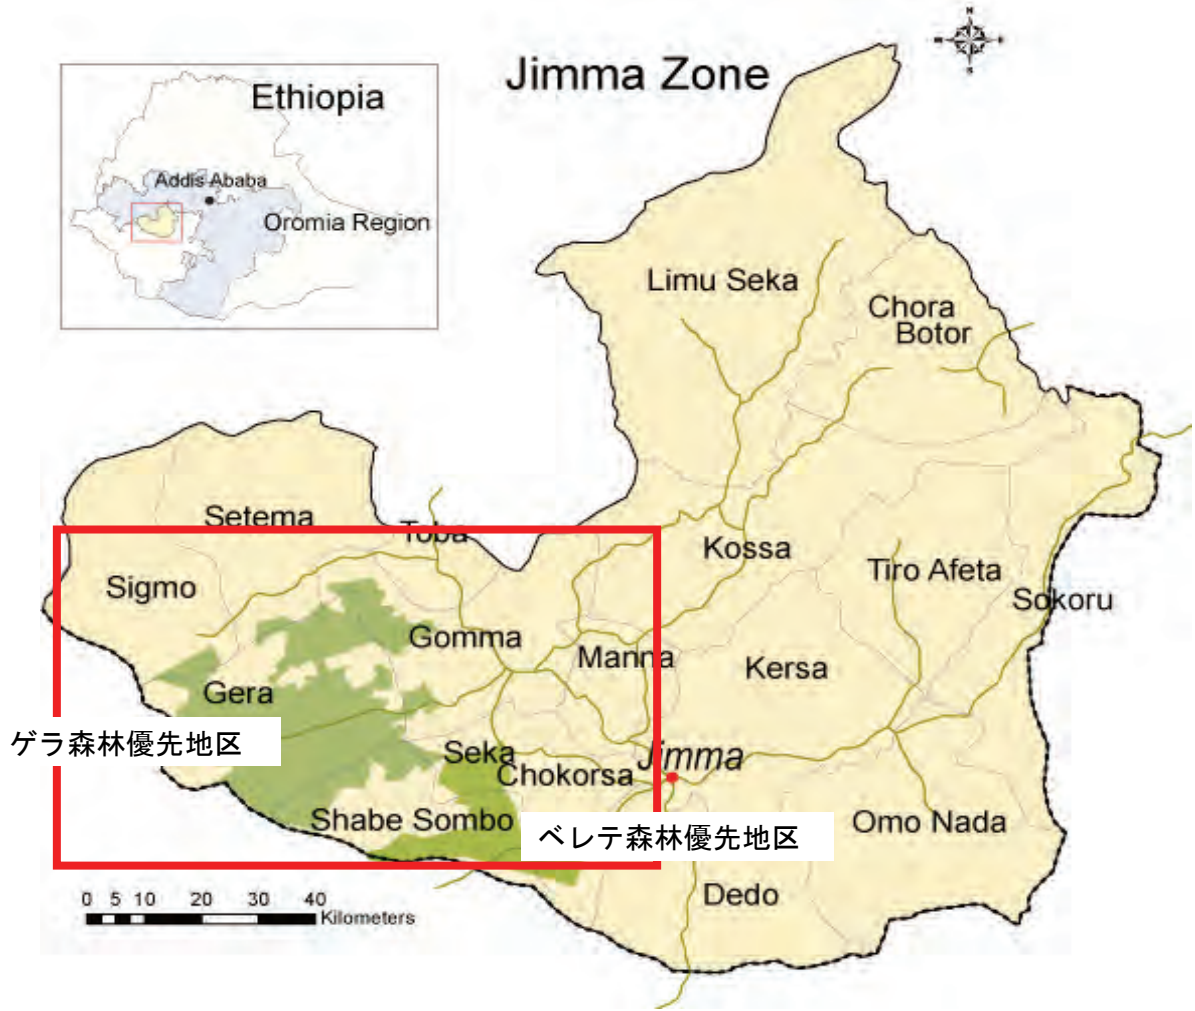 N
Jimma Zone
Ethiopia
Addis Ababa
Oromia Region
Limu Seka
Chora
Botor
Setema
Toba
Kossa
Tiro Afeta
Sigmo
Sokoru
Gomma
Manna
Kersa
Gera
ゲラ森林優先地区
Seka
Chokorsa
Jimma
Shabe Sombo
ベレテ森林優先地区
Omo Nada
Dedo
0 5 10 20 30 40
Kilometers